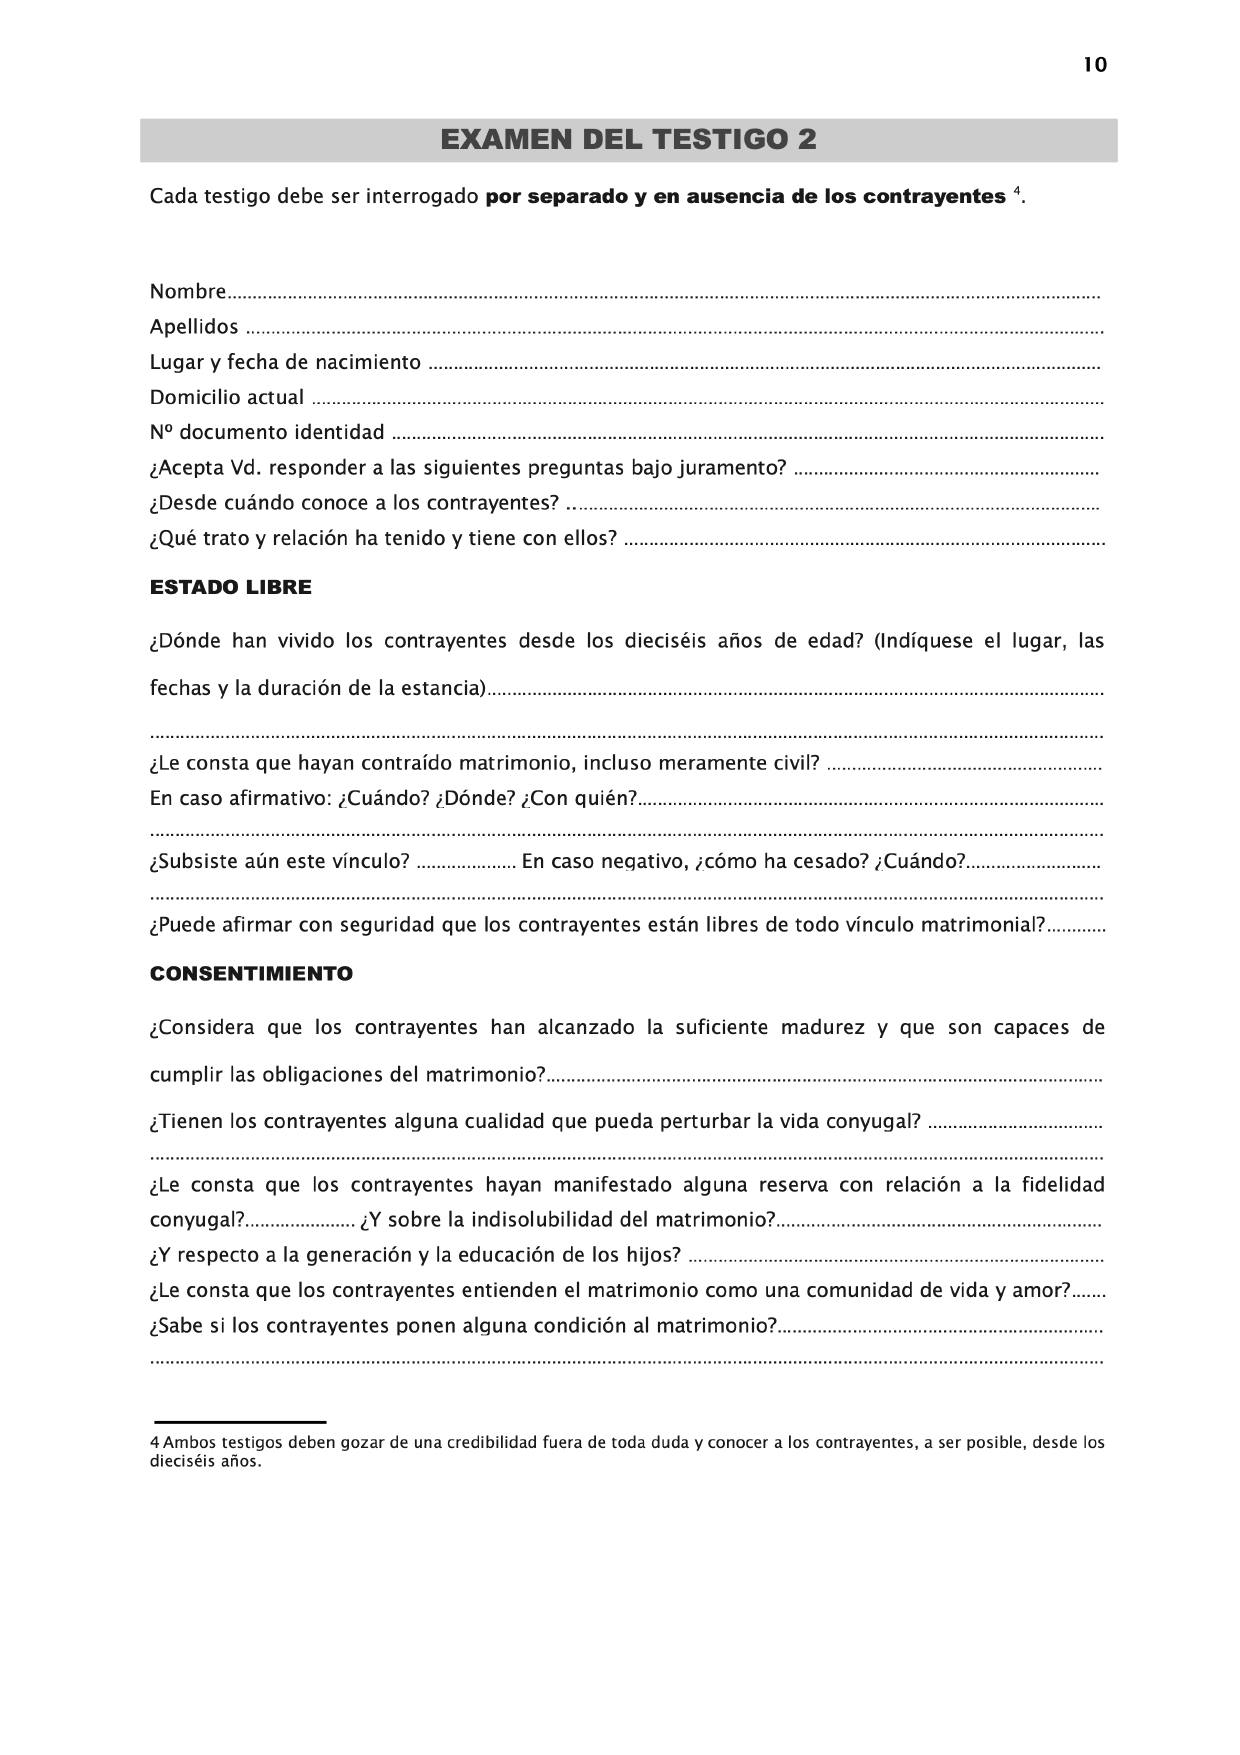 10
EXAMEN DEL TESTIGO 2
Cada testigo debe ser interrogado por separado y en ausencia de los contrayentes 4.
Nombre..............................................................................
Apellidos ..............................................................................
Lugar y fecha de nacimiento ..............................................................................
Domicilio actual ..............................................................................
Nº documento identidad ..............................................................................
¿Acepta Vd. responder a las siguientes preguntas bajo juramento? .............................................................
¿Desde cuándo conoce a los contrayentes? ..............................................................................
¿Qué trato y relación ha tenido y tiene con ellos? ..............................................................................
ESTADO LIBRE
¿Dónde han vivido los contrayentes desde los dieciséis años de edad? (Indíquese el lugar, las
fechas y la duración de la estancia)..............................................................................
..............................................................................
¿Le consta que hayan contraído matrimonio, incluso meramente civil? .......................................................
En caso afirmativo: ¿Cuándo? ¿Dónde? ¿Con quién?..............................................................................
..............................................................................
¿Subsiste aún este vínculo? .................... En caso negativo, ¿cómo ha cesado? ¿Cuándo?...........................
..............................................................................
¿Puede afirmar con seguridad que los contrayentes están libres de todo vínculo matrimonial?............
CONSENTIMIENTO
¿Considera que los contrayentes han alcanzado la suficiente madurez y que son capaces de
cumplir las obligaciones del matrimonio?..............................................................................
¿Tienen los contrayentes alguna cualidad que pueda perturbar la vida conyugal? ...................................
..............................................................................
¿Le consta que los contrayentes hayan manifestado alguna reserva con relación a la fidelidad
conyugal?...................... ¿Y sobre la indisolubilidad del matrimonio?.................................................................
¿Y respecto a la generación y la educación de los hijos? ..............................................................................
¿Le consta que los contrayentes entienden el matrimonio como una comunidad de vida y amor?.......
¿Sabe si los contrayentes ponen alguna condición al matrimonio?.................................................................
..............................................................................
4 Ambos testigos deben gozar de una credibilidad fuera de toda duda y conocer a los contrayentes, a ser posible, desde los
dieciséis años.